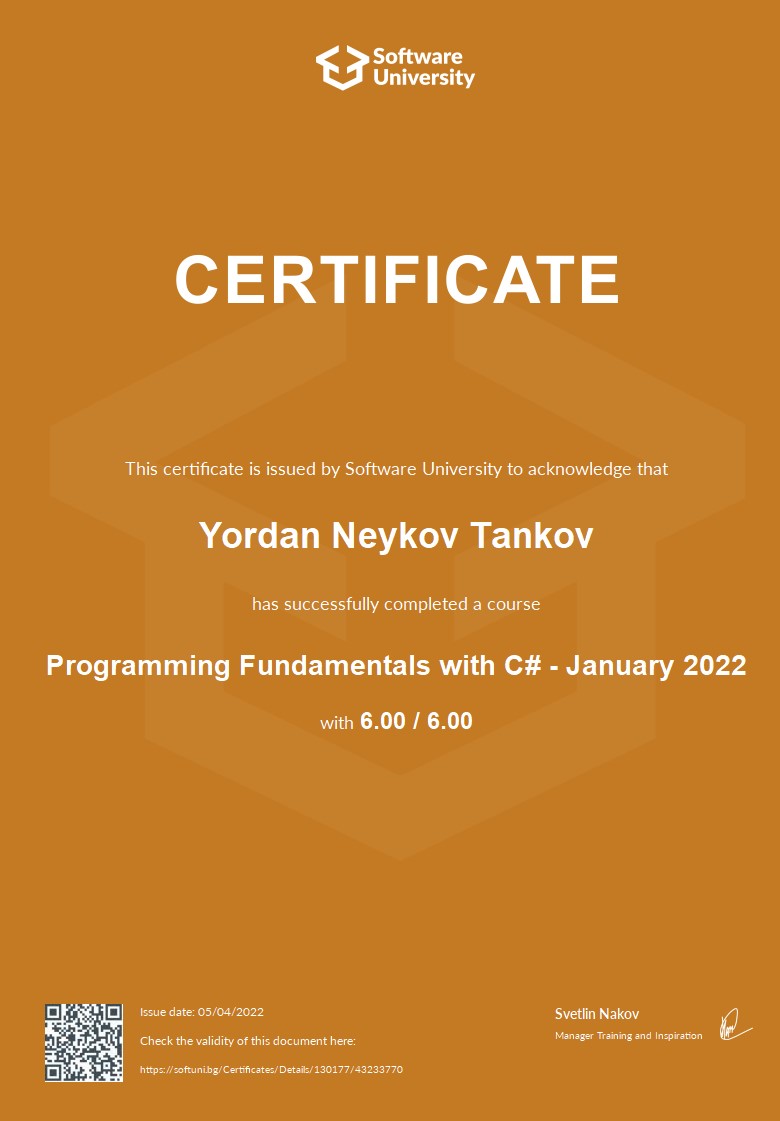 Software
University
CERTIFICATE
This certificate is issued by Software University to acknowledge that
Yordan Neykov Tankov
has successfully completed a course
Programming Fundamentals with C# - January 2022
with 6.00 / 6.00
Issue date: 05/04/2022
Check the validity of this document here:
https://softuni.bg/Certificates/Details/130177/43233770
Svetlin Nakov
Manager Training and Inspiration